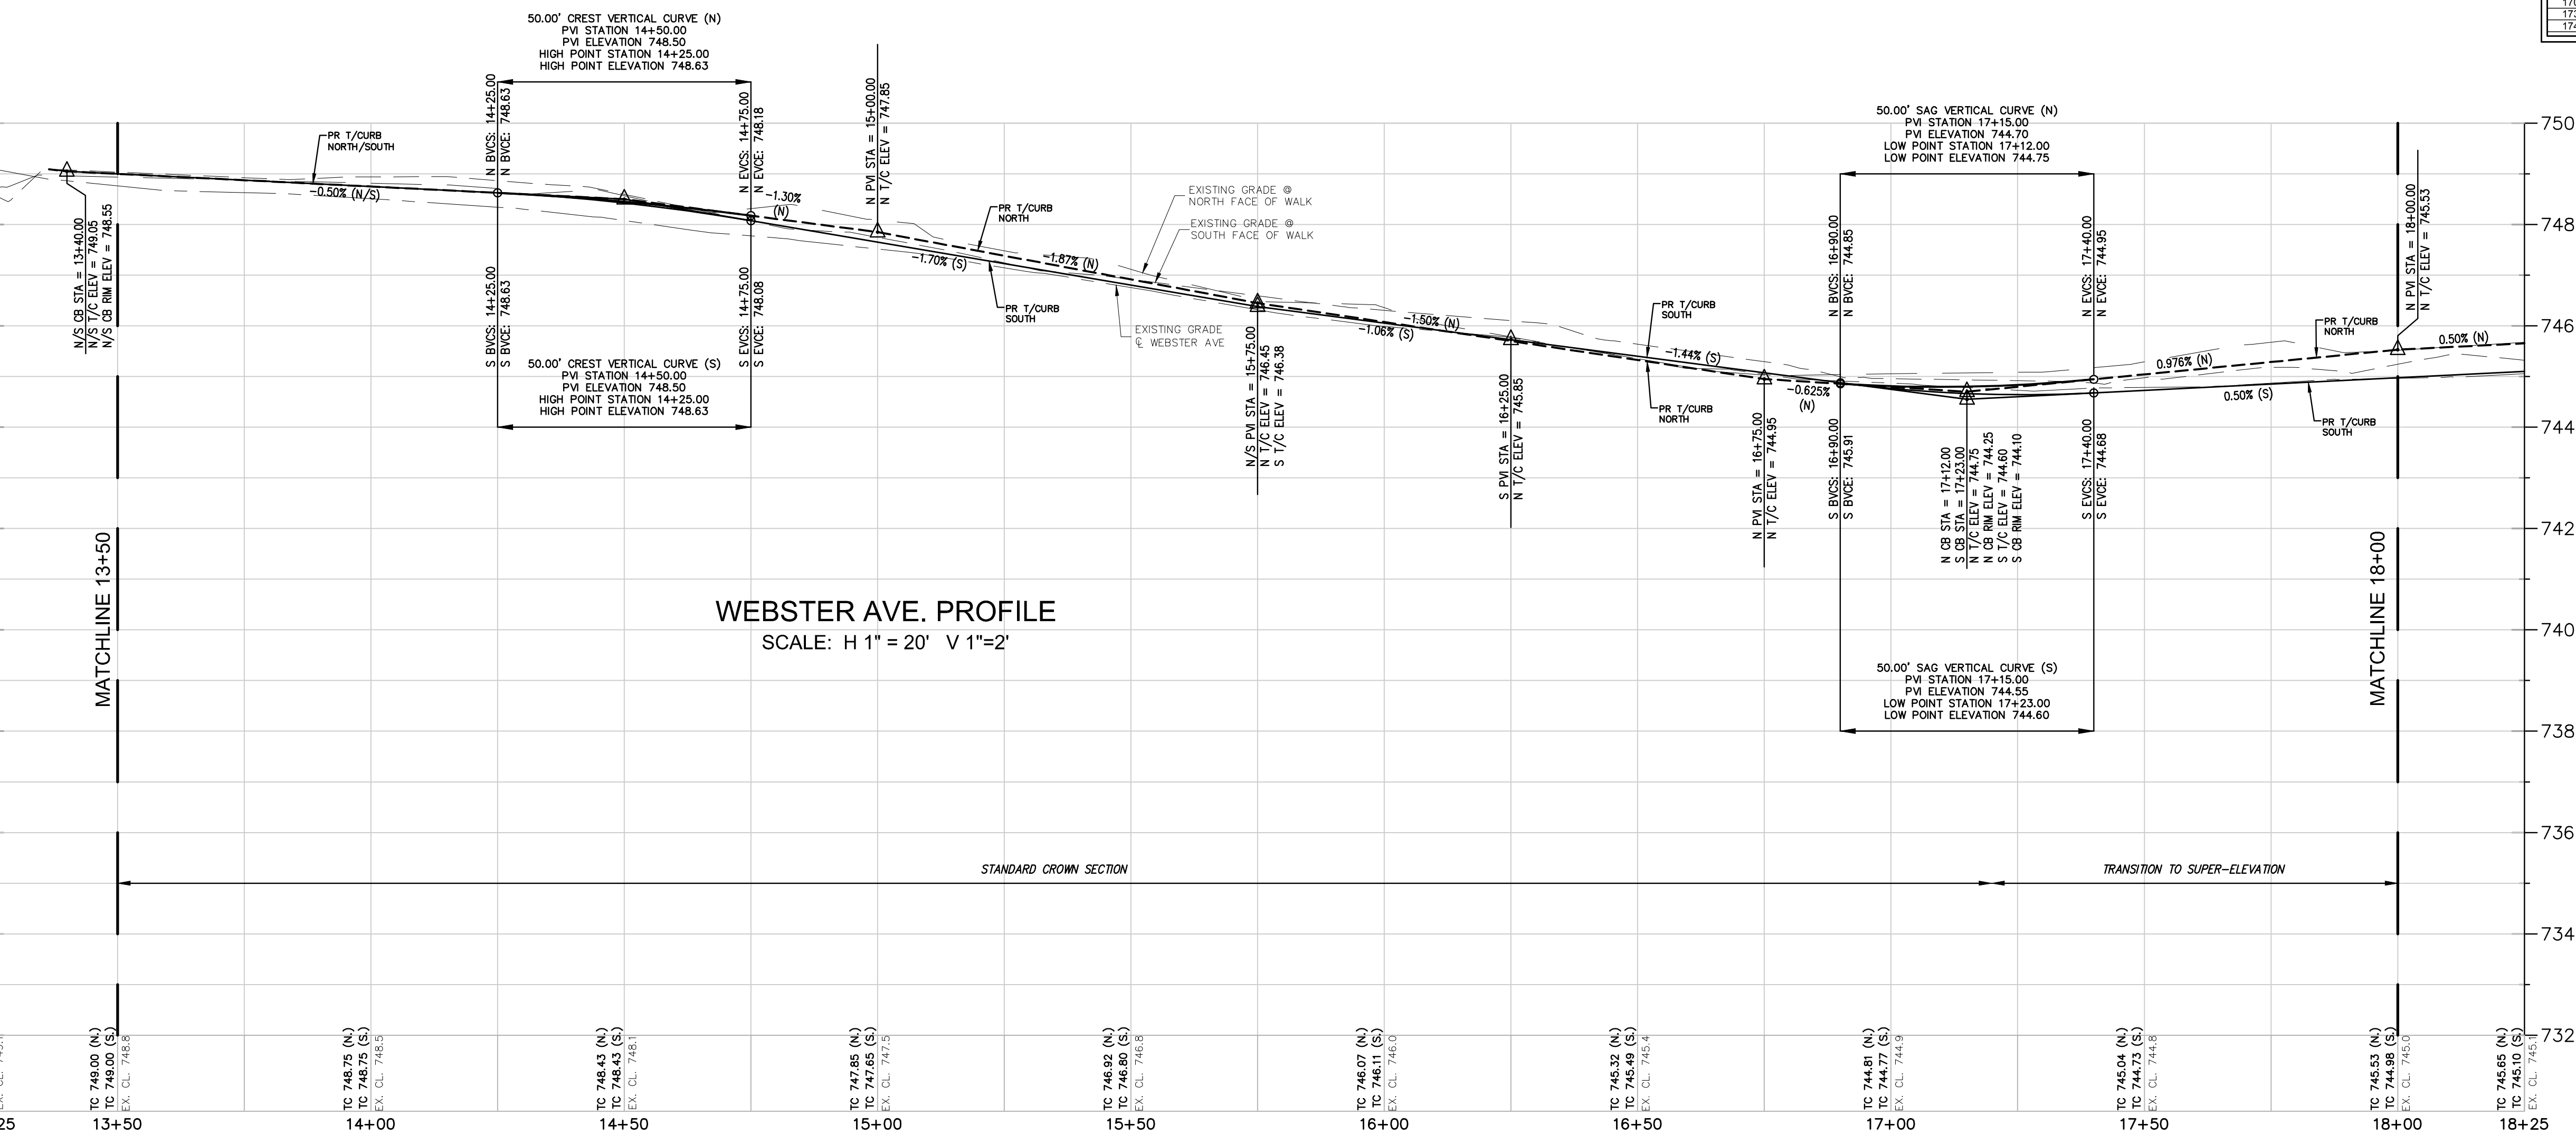 50.00' CREST VERTICAL CURVE (N)
PVI STATION 14+50.00
PVI ELEVATION 748.50
HIGH POINT STATION 14+25.00
HIGH POINT ELEVATION 748.63
N BVCS: 14+25.00
N BVCE: 748.63
N EVCS: 14+75.00
N EVCE: 748.18
N PVI STA = 15+00.00
N T/C ELEV = 747.85
50.00' SAG VERTICAL CURVE (N)
PVI STATION 17+15.00
PVI ELEVATION 744.70
LOW POINT STATION 17+12.00
LOW POINT ELEVATION 744.75
173
174
PR T/CURB
NORTH/SOUTH
-0.50% (N/S)
N/S CB STA = 13+40.00
N/S T/C ELEV = 749.05
N/S CB RIM ELEV = 748.55
-1.30%
(N)
PR T/CURB
NORTH
EXISTING GRADE @
NORTH FACE OF WALK
EXISTING GRADE @
SOUTH FACE OF WALK
-1.70% (S)
-1.87% (N)
PR T/CURB
SOUTH
EXISTING GRADE
℄ WEBSTER AVE
S BVCS: 14+25.00
S BVCE: 748.63
S EVCS: 14+75.00
S EVCE: 748.08
50.00' CREST VERTICAL CURVE (S)
PVI STATION 14+50.00
PVI ELEVATION 748.50
HIGH POINT STATION 14+25.00
HIGH POINT ELEVATION 748.63
N/S PVI STA = 15+75.00
N T/C ELEV = 746.45
S T/C ELEV = 746.38
-1.50% (N)
-1.06% (S)
S PVI STA = 16+25.00
N T/C ELEV = 745.85
PR T/CURB
SOUTH
-1.44% (S)
PR T/CURB
NORTH
N PVI STA = 16+75.00
N T/C ELEV = 744.95
-0.625%
(N)
N BVCS: 16+90.00
N BVCE: 744.85
N EVCS: 17+40.00
N EVCE: 744.95
S BVCS: 16+90.00
S BVCE: 745.91
N CB STA = 17+12.00
S CB STA = 17+23.00
N T/C ELEV = 744.75
N CB RIM ELEV = 744.25
S T/C ELEV = 744.60
S CB RIM ELEV = 744.10
S EVCS: 17+40.00
S EVCE: 744.68
0.976% (N)
PR T/CURB
NORTH
0.50% (S)
PR T/CURB
SOUTH
N PVI STA = 18+00.00
N T/C ELEV = 745.53
0.50% (N)
750
748
746
744
742
740
738
736
734
732
MATCHLINE 13+50
WEBSTER AVE. PROFILE
SCALE: H 1" = 20' V 1"=2'
MATCHLINE 18+00
50.00' SAG VERTICAL CURVE (S)
PVI STATION 17+15.00
PVI ELEVATION 744.55
LOW POINT STATION 17+23.00
LOW POINT ELEVATION 744.60
STANDARD CROWN SECTION
TRANSITION TO SUPER-ELEVATION
TC 749.00 (N.)
TC 749.00 (S.)
EX. CL. 748.8
TC 748.75 (N.)
TC 748.75 (S.)
EX. CL. 748.5
TC 748.43 (N.)
TC 748.43 (S.)
EX. CL. 748.1
TC 747.85 (N.)
TC 747.65 (S.)
EX. CL. 747.5
TC 746.92 (N.)
TC 746.80 (S.)
EX. CL. 746.8
TC 746.07 (N.)
TC 746.11 (S.)
EX. CL. 746.0
TC 745.32 (N.)
TC 745.49 (S.)
EX. CL. 745.4
TC 744.81 (N.)
TC 744.77 (S.)
EX. CL. 744.9
TC 745.04 (N.)
TC 744.73 (S.)
EX. CL. 744.8
TC 745.53 (N.)
TC 744.98 (S.)
EX. CL. 745.0
TC 745.65 (N.)
TC 745.10 (S.)
EX. CL. 745.1
25
13+50
14+00
14+50
15+00
15+50
16+00
16+50
17+00
17+50
18+00
18+25